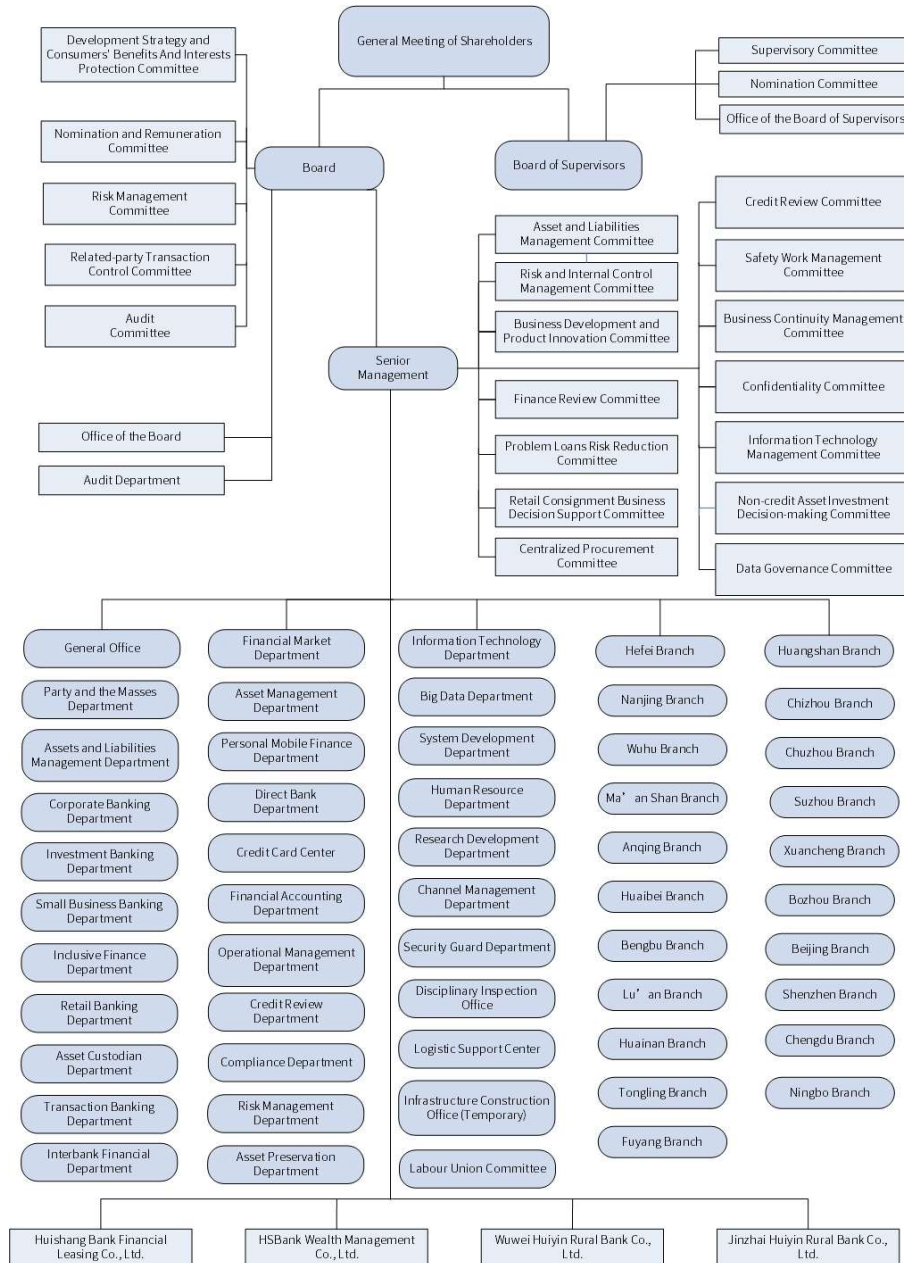 General Meeting of Shareholders
Development Strategy and
Consumers' Benefits And Interests
Protection Committee
Nomination and Remuneration
Committee
Risk Management
Committee
Related-party Transaction
Control Committee
Audit
Committee
Board
Office of the Board
Audit Department
Board of Supervisors
Supervisory Committee
Nomination Committee
Office of the Board of Supervisors
Senior
Management
Asset and Liabilities
Management Committee
Risk and Internal Control
Management Committee
Business Development and
Product Innovation Committee
Finance Review Committee
Problem Loans Risk Reduction
Committee
Retail Consignment Business
Decision Support Committee
Centralized Procurement
Committee
Credit Review Committee
Safety Work Management
Committee
Business Continuity Management
Committee
Confidentiality Committee
Information Technology
Management Committee
Non-credit Asset Investment
Decision-making Committee
Data Governance Committee
General Office
Party and the Masses
Department
Assets and Liabilities
Management Department
Corporate Banking
Department
Investment Banking
Department
Small Business Banking
Department
Inclusive Finance
Department
Retail Banking
Department
Asset Custodian
Department
Transaction Banking
Department
Interbank Financial
Department
Financial Market
Department
Asset Management
Department
Personal Mobile Finance
Department
Direct Bank
Department
Credit Card Center
Financial Accounting
Department
Operational Management
Department
Credit Review
Department
Compliance Department
Risk Management
Department
Asset Preservation
Department
Information Technology
Department
Big Data Department
System Development
Department
Human Resource
Department
Research Development
Department
Channel Management
Department
Security Guard Department
Disciplinary Inspection
Office
Logistic Support Center
Infrastructure Construction
Office (Temporary)
Labour Union Committee
Hefei Branch
Nanjing Branch
Wuhu Branch
Ma’an Shan Branch
Anqing Branch
Huaibei Branch
Bengbu Branch
Lu’an Branch
Huainan Branch
Tongling Branch
Fuyang Branch
Huangshan Branch
Chizhou Branch
Chuzhou Branch
Suzhou Branch
Xuancheng Branch
Bozhou Branch
Beijing Branch
Shenzhen Branch
Chengdu Branch
Ningbo Branch
Huishang Bank Financial
Leasing Co., Ltd.
HSBank Wealth Management
Co., Ltd.
Wuwei Huiyin Rural Bank Co.,
Ltd.
Jinzhai Huiyin Rural Bank Co.,
Ltd.